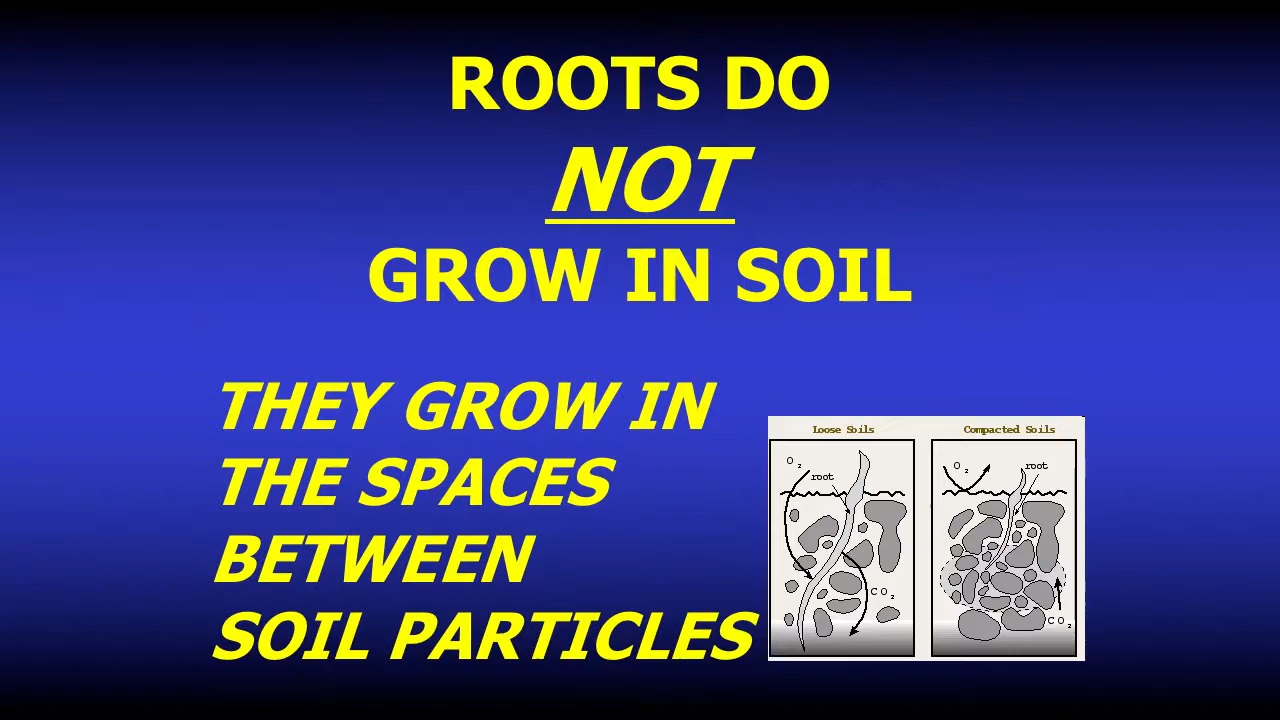 ROOTS DO
NOT
GROW IN SOIL
THEY GROW IN
THE SPACES
BETWEEN
SOIL PARTICLES
Loose Soils
O₂
root
CO₂
Compacted Soils
O₂
root
CO₂